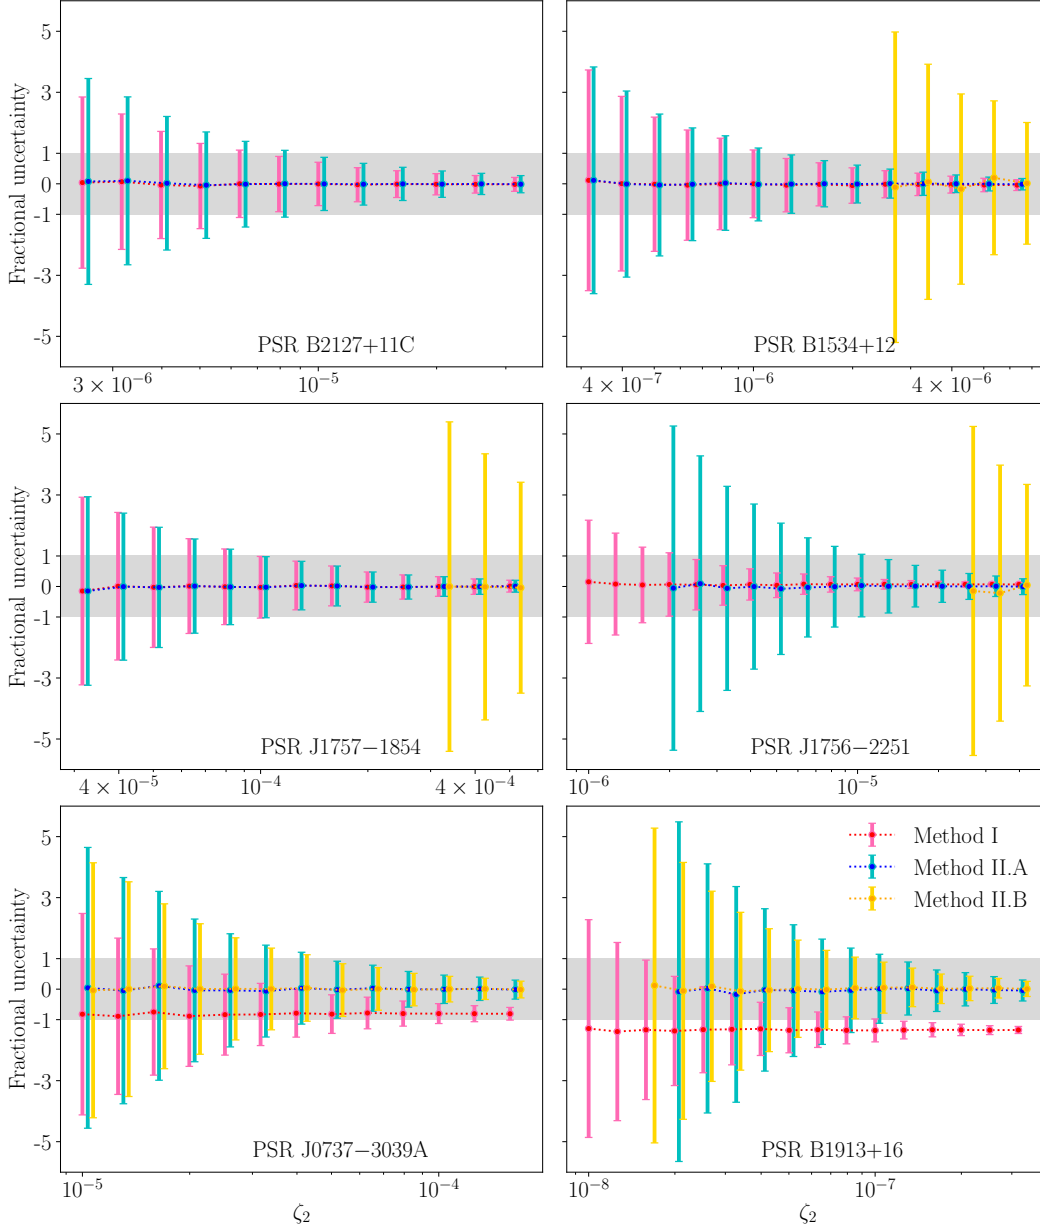 5
3
1
0
-1
-3
-5
Fractional uncertainty
PSR B2127+11C
3 × 10⁻⁶
10⁻⁵
PSR B1534+12
4 × 10⁻⁷
10⁻⁶
4 × 10⁻⁶
5
3
1
0
-1
-3
-5
Fractional uncertainty
PSR J1757−1854
4 × 10⁻⁵
10⁻⁴
4 × 10⁻⁴
PSR J1756−2251
10⁻⁶
10⁻⁵
5
3
1
0
-1
-3
-5
Fractional uncertainty
PSR J0737−3039A
10⁻⁵
10⁻⁴
ζ₂
Method I
Method II.A
Method II.B
PSR B1913+16
10⁻⁸
10⁻⁷
ζ₂